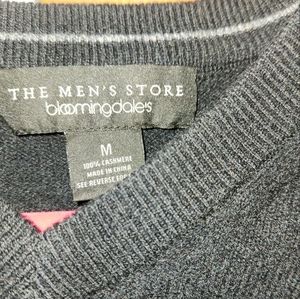 THE MEN'S STORE
bloomingdale's
M
100% CASHMERE
MADE IN CHINA
SEE REVERSE